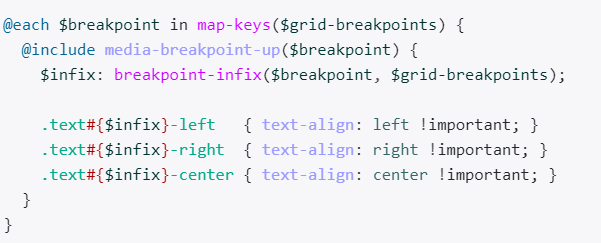 @each $breakpoint in map-keys($grid-breakpoints) {
  @include media-breakpoint-up($breakpoint) {
    $infix: breakpoint-infix($breakpoint, $grid-breakpoints);

    .text#{$infix}-left   { text-align: left !important; }
    .text#{$infix}-right  { text-align: right !important; }
    .text#{$infix}-center { text-align: center !important; }
  }
}